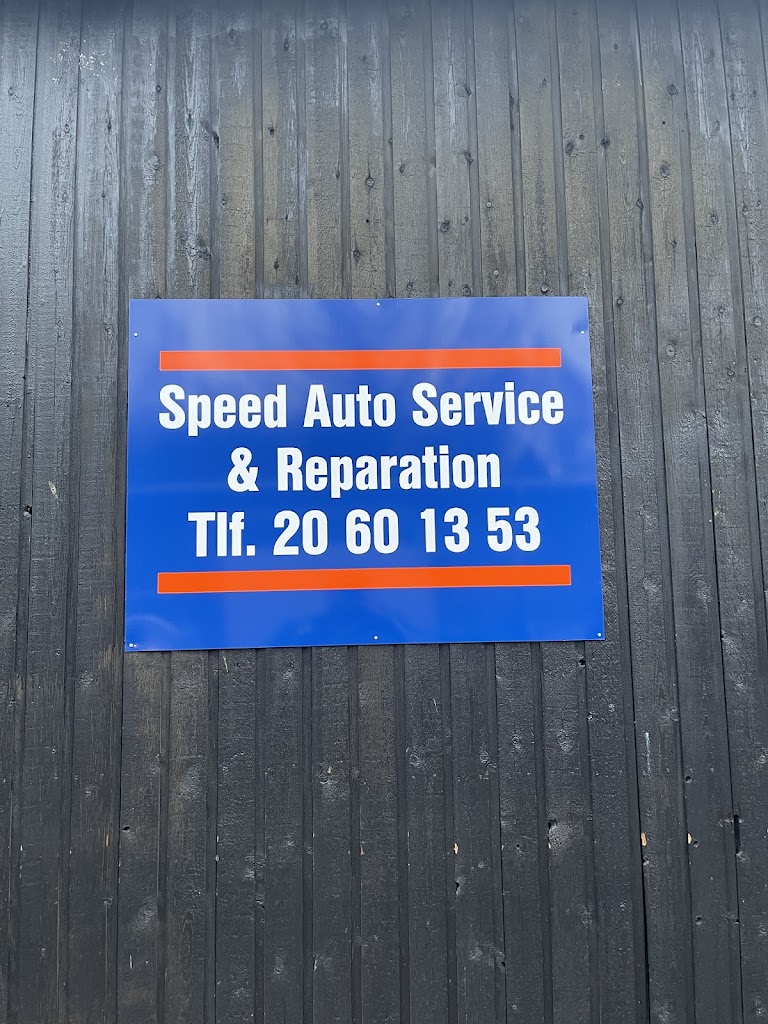 Speed Auto Service
& Reparation
Tlf. 20 60 13 53